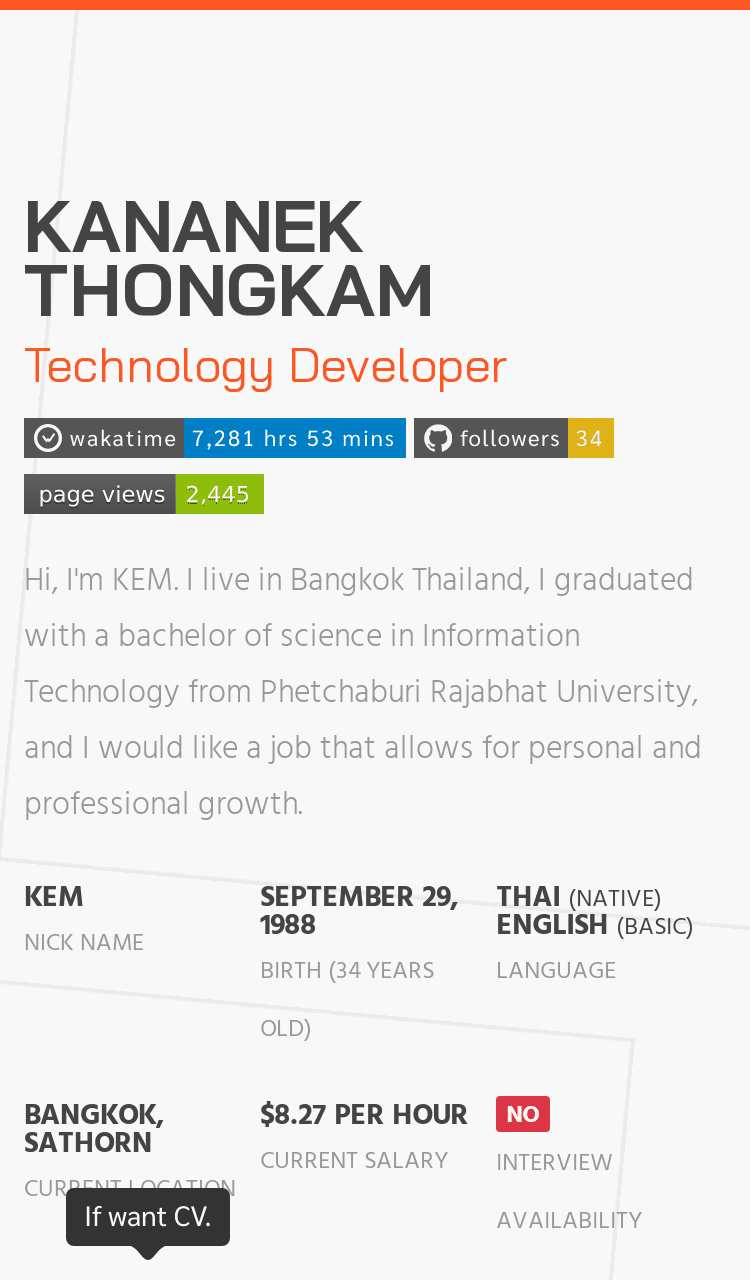 KANANEK
THONGKAM
Technology Developer
wakatime 7,281 hrs 53 mins followers 34
page views 2,445
Hi, I'm KEM. I live in Bangkok Thailand, I graduated
with a bachelor of science in Information
Technology from Phetchaburi Rajabhat University,
and I would like a job that allows for personal and
professional growth.
KEM
NICK NAME
SEPTEMBER 29,
1988
BIRTH (34 YEARS
OLD)
THAI (NATIVE)
ENGLISH (BASIC)
LANGUAGE
BANGKOK,
SATHORN
CURRENT LOCATION
$8.27 PER HOUR
CURRENT SALARY
NO
INTERVIEW
AVAILABILITY
If want CV.